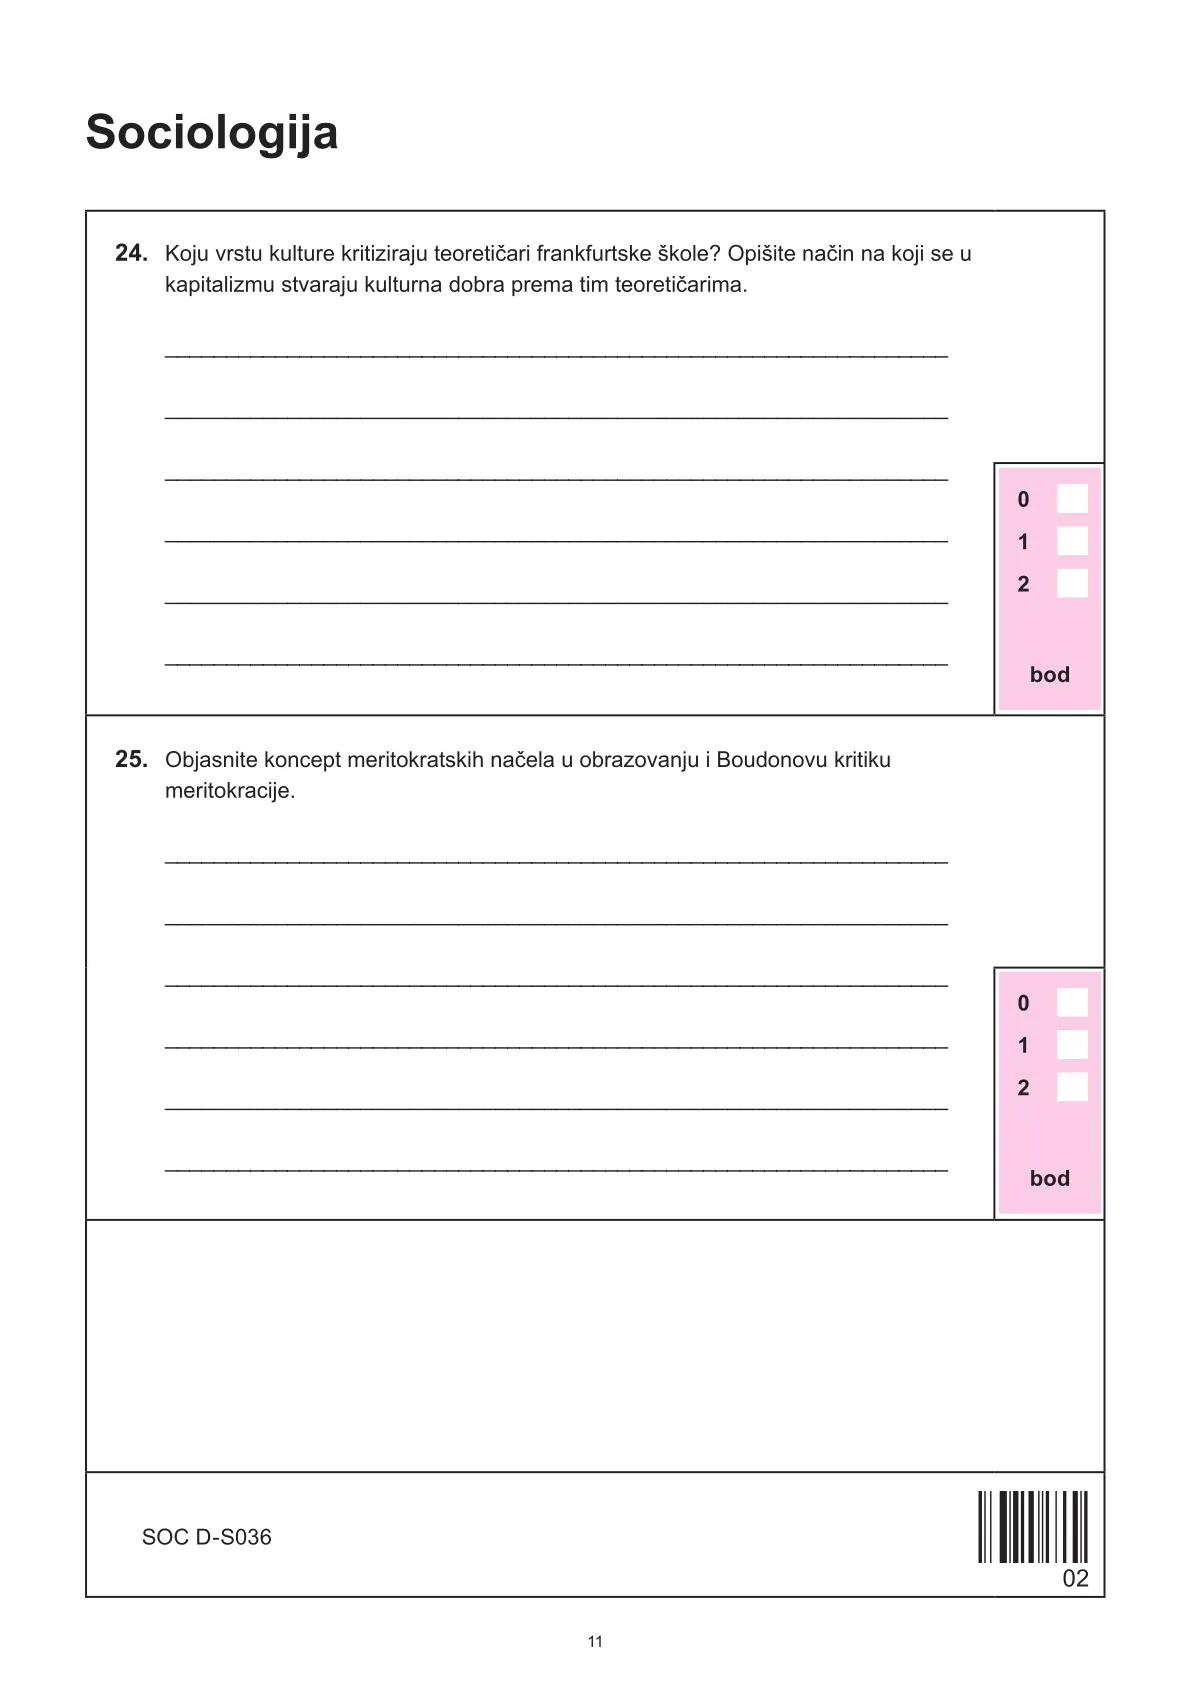 Sociologija
24. Koju vrstu kulture kritiziraju teoretičari frankfurtske škole? Opišite način na koji se u
kapitalizmu stvaraju kulturna dobra prema tim teoretičarima.
0
1
2
bod
25. Objasnite koncept meritokratskih načela u obrazovanju i Boudonovu kritiku
meritokracije.
0
1
2
bod
SOC D-S036
02
11